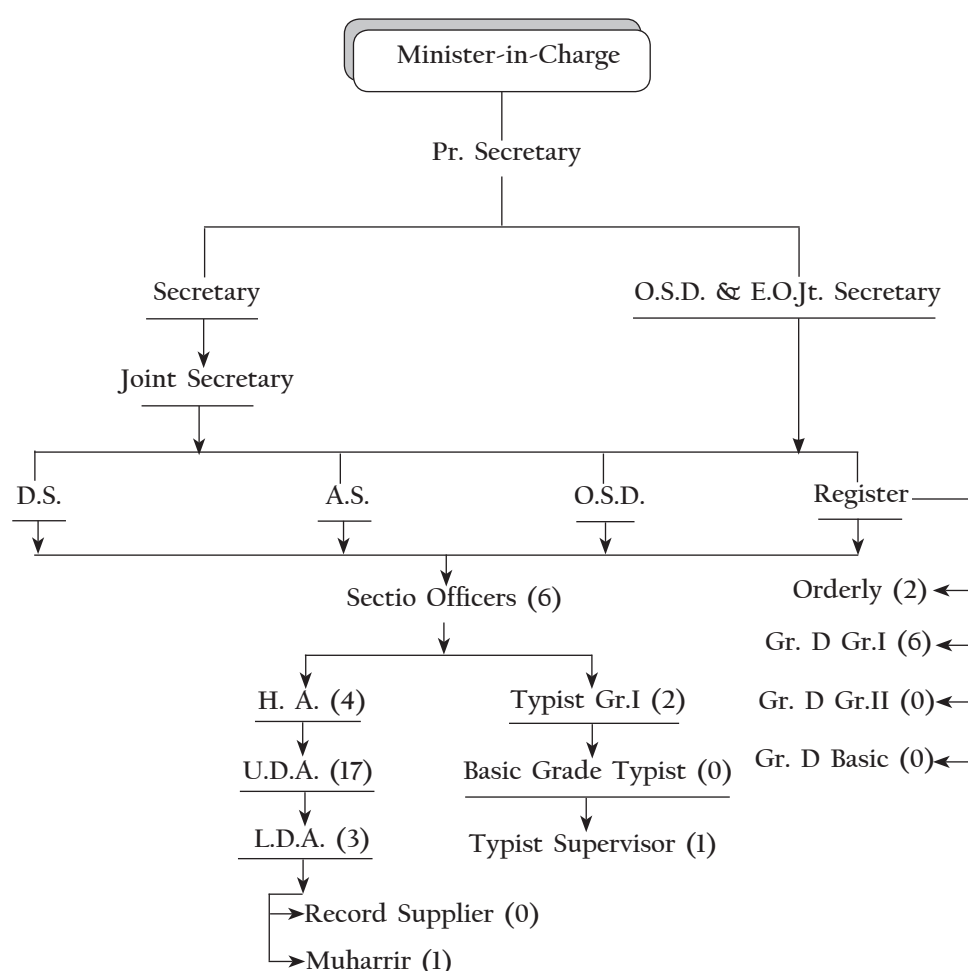 Minister-in-Charge
Pr. Secretary
Secretary
O.S.D. & E.O.Jt. Secretary
Joint Secretary
D.S.
A.S.
O.S.D.
Register
Sectio Officers (6)
Orderly (2)
Gr. D Gr.I (6)
H. A. (4)
Typist Gr.I (2)
Gr. D Gr.II (0)
U.D.A. (17)
Basic Grade Typist (0)
Gr. D Basic (0)
L.D.A. (3)
Typist Supervisor (1)
Record Supplier (0)
Muharrir (1)